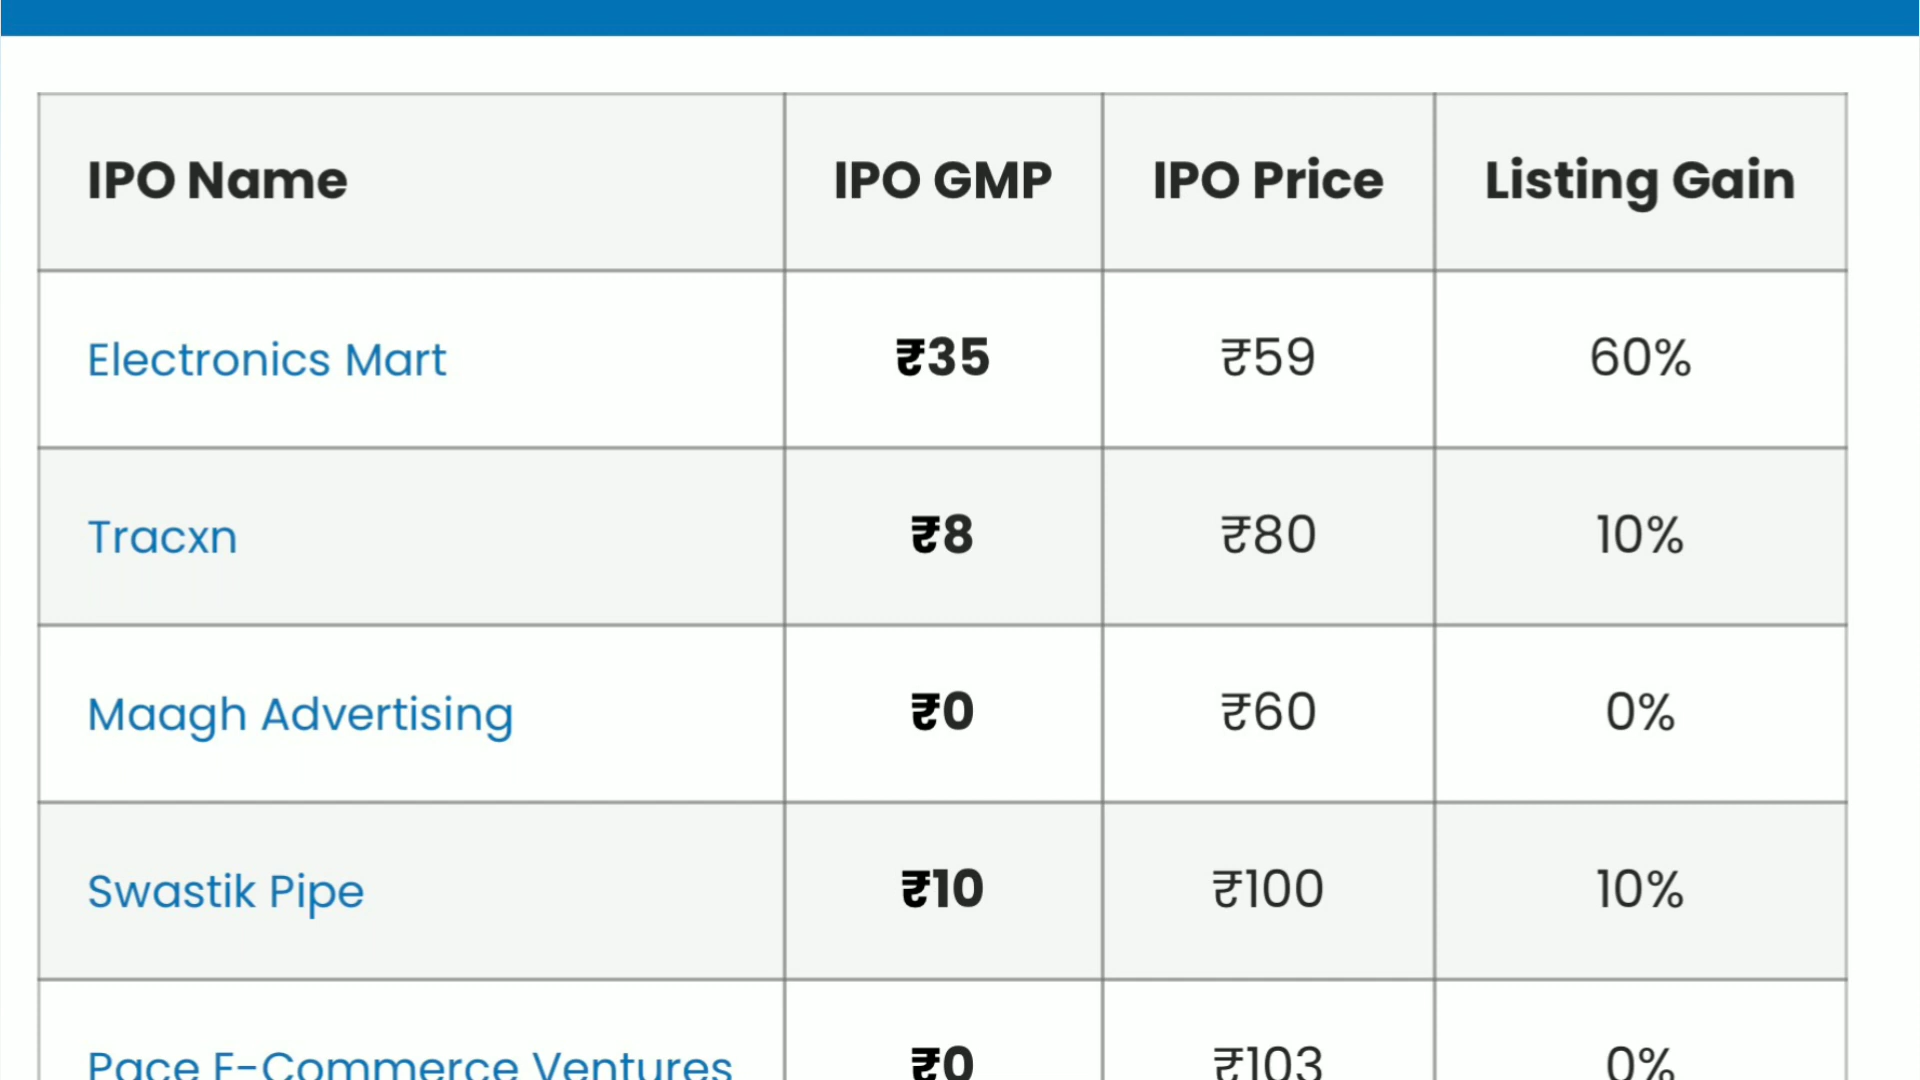 IPO Name IPO GMP IPO Price Listing Gain
Electronics Mart ₹35 ₹59 60%
Tracxn ₹8 ₹80 10%
Maagh Advertising ₹0 ₹60 0%
Swastik Pipe ₹10 ₹100 10%
Pace E-Commerce Ventures ₹0 ₹103 0%